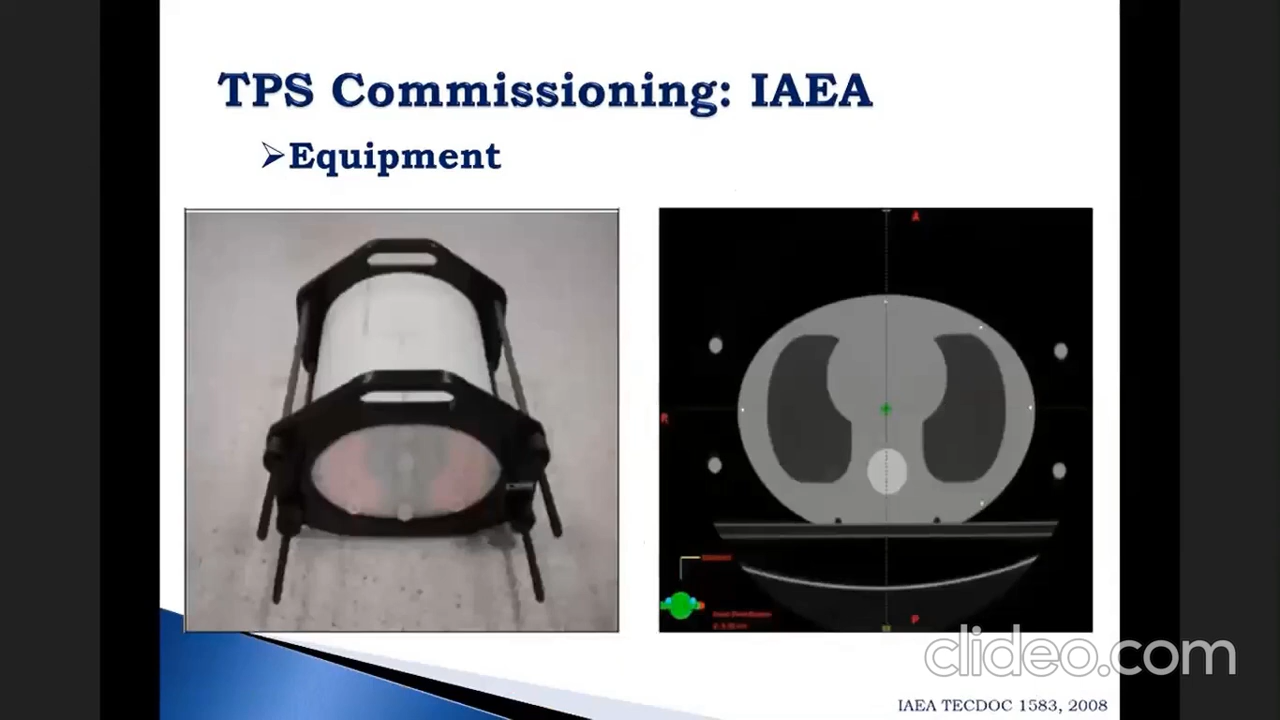 TPS Commissioning: IAEA
➢Equipment
A
R
P
clideo.com
IAEA TECDOC 1583, 2008